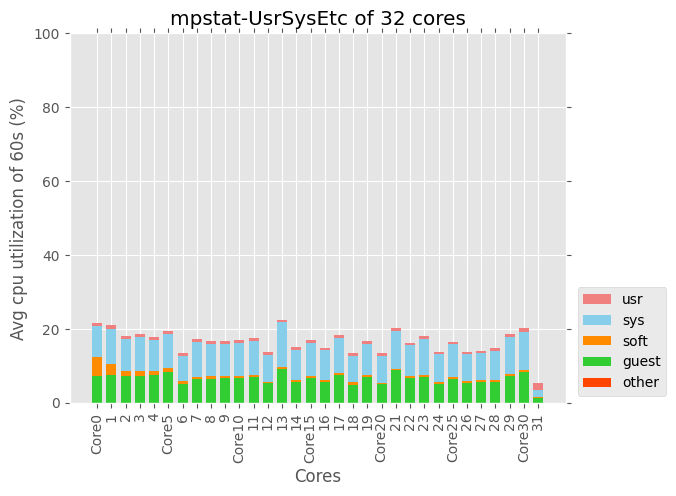 mpstat-UsrSysEtc of 32 cores
Avg cpu utilization of 60s (%)
100
80
60
40
20
0
usr
sys
soft
guest
other
Core0 1 2 3 4 Core5 6 7 8 9 Core10 11 12 13 14 Core15 16 17 18 19 Core20 21 22 23 24 Core25 26 27 28 29 Core30 31
Cores